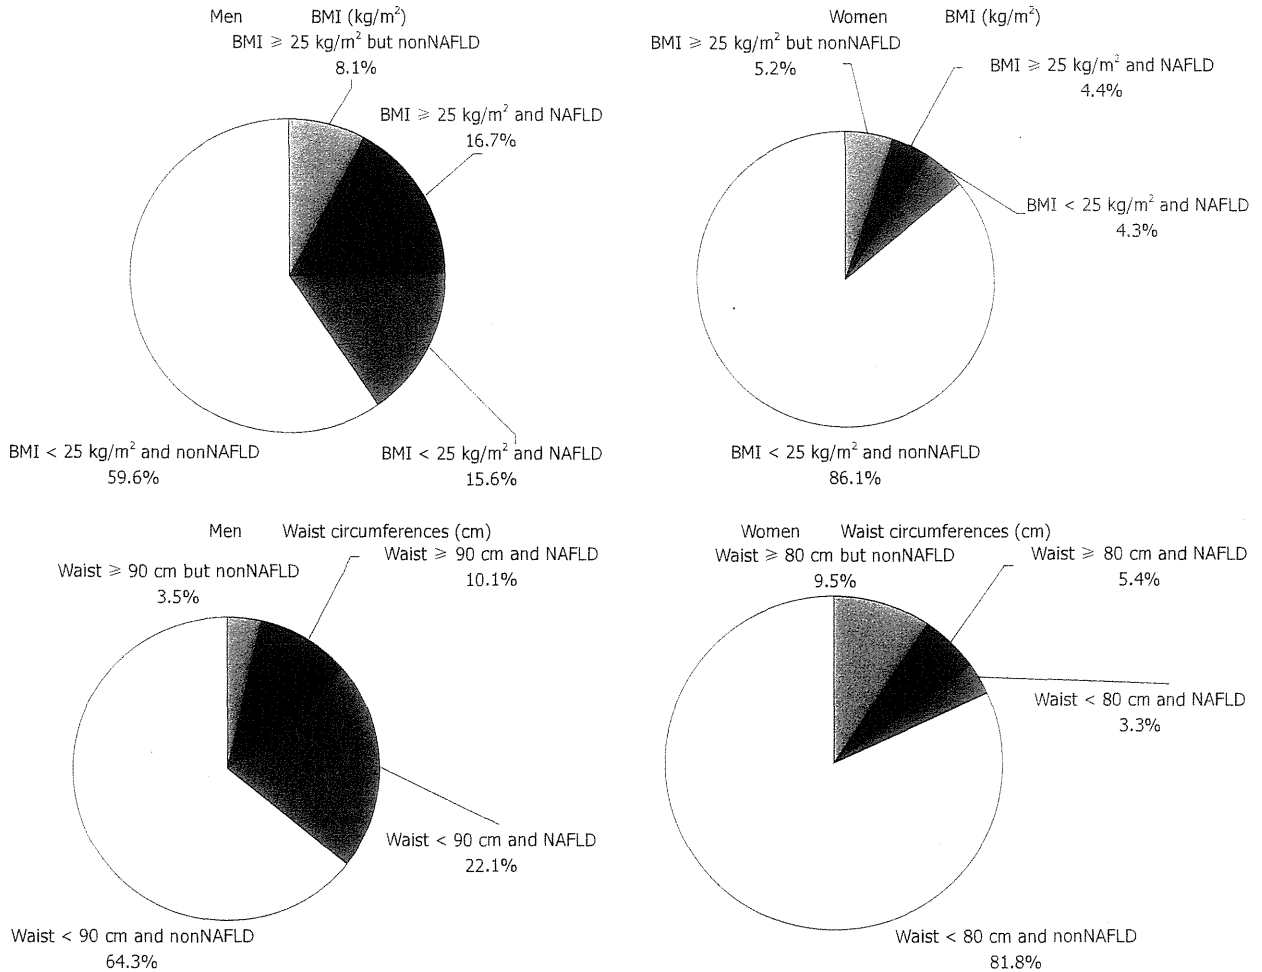 Men BMI (kg/m²)
BMI ⩾ 25 kg/m² but nonNAFLD
8.1%
BMI ⩾ 25 kg/m² and NAFLD
16.7%
BMI < 25 kg/m² and nonNAFLD
59.6%
BMI < 25 kg/m² and NAFLD
15.6%
Women BMI (kg/m²)
BMI ⩾ 25 kg/m² but nonNAFLD
5.2%
BMI ⩾ 25 kg/m² and NAFLD
4.4%
BMI < 25 kg/m² and NAFLD
4.3%
BMI < 25 kg/m² and nonNAFLD
86.1%
Men Waist circumferences (cm)
Waist ⩾ 90 cm and NAFLD
10.1%
Waist ⩾ 90 cm but nonNAFLD
3.5%
Waist < 90 cm and NAFLD
22.1%
Waist < 90 cm and nonNAFLD
64.3%
Women Waist circumferences (cm)
Waist ⩾ 80 cm but nonNAFLD
9.5%
Waist ⩾ 80 cm and NAFLD
5.4%
Waist < 80 cm and NAFLD
3.3%
Waist < 80 cm and nonNAFLD
81.8%